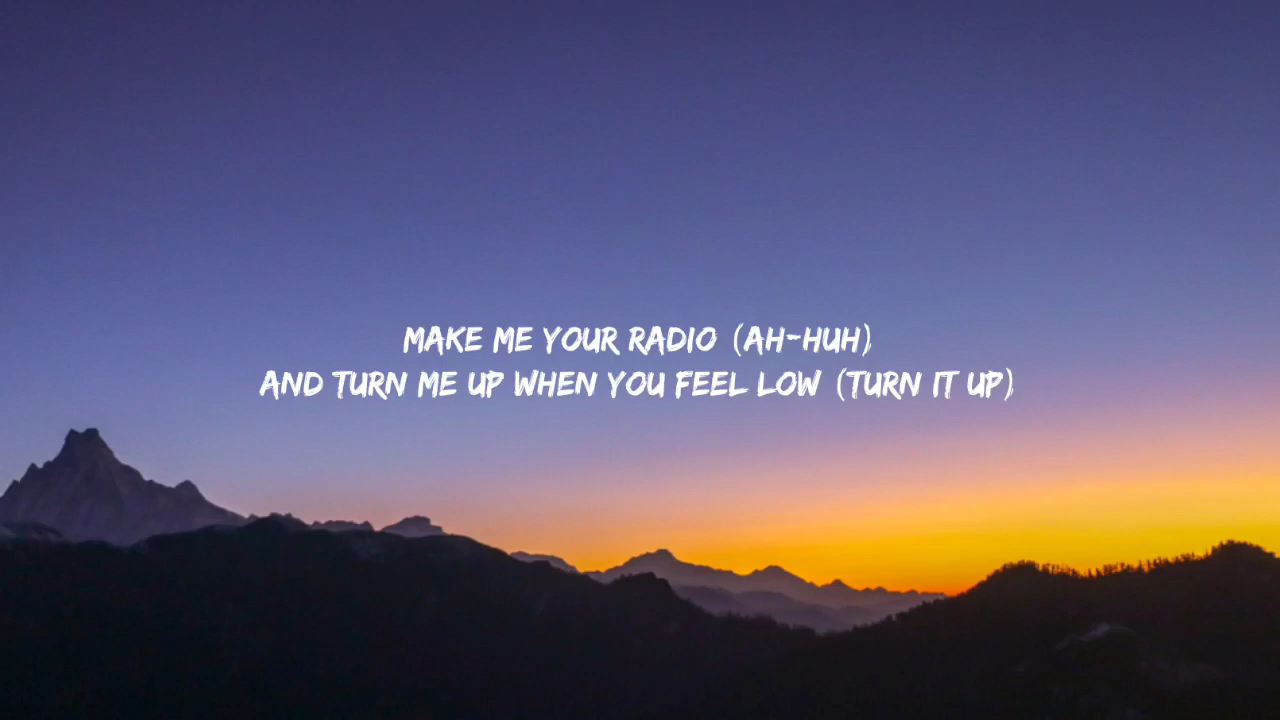 MAKE ME YOUR RADIO (AH-HUH)
AND TURN ME UP WHEN YOU FEEL LOW (TURN IT UP)